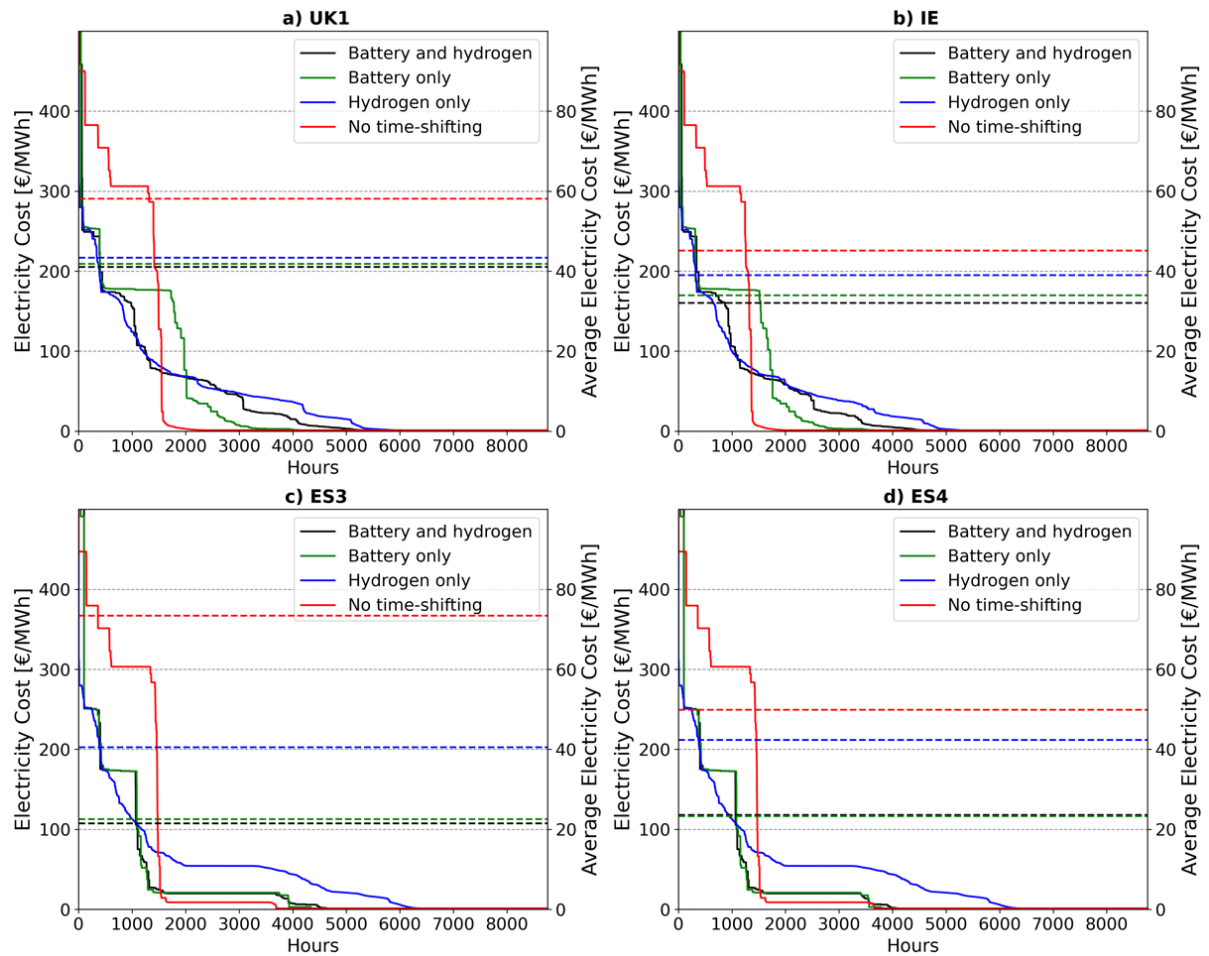 a) UK1
Electricity Cost [€/MWh]
400
300
200
100
0
Battery and hydrogen
Battery only
Hydrogen only
No time-shifting
80
60
40
20
0
Average Electricity Cost [€/MWh]
0 1000 2000 3000 4000 5000 6000 7000 8000
Hours
b) IE
Electricity Cost [€/MWh]
400
300
200
100
0
Battery and hydrogen
Battery only
Hydrogen only
No time-shifting
80
60
40
20
0
Average Electricity Cost [€/MWh]
0 1000 2000 3000 4000 5000 6000 7000 8000
Hours
c) ES3
Electricity Cost [€/MWh]
400
300
200
100
0
Battery and hydrogen
Battery only
Hydrogen only
No time-shifting
80
60
40
20
0
Average Electricity Cost [€/MWh]
0 1000 2000 3000 4000 5000 6000 7000 8000
Hours
d) ES4
Electricity Cost [€/MWh]
400
300
200
100
0
Battery and hydrogen
Battery only
Hydrogen only
No time-shifting
80
60
40
20
0
Average Electricity Cost [€/MWh]
0 1000 2000 3000 4000 5000 6000 7000 8000
Hours